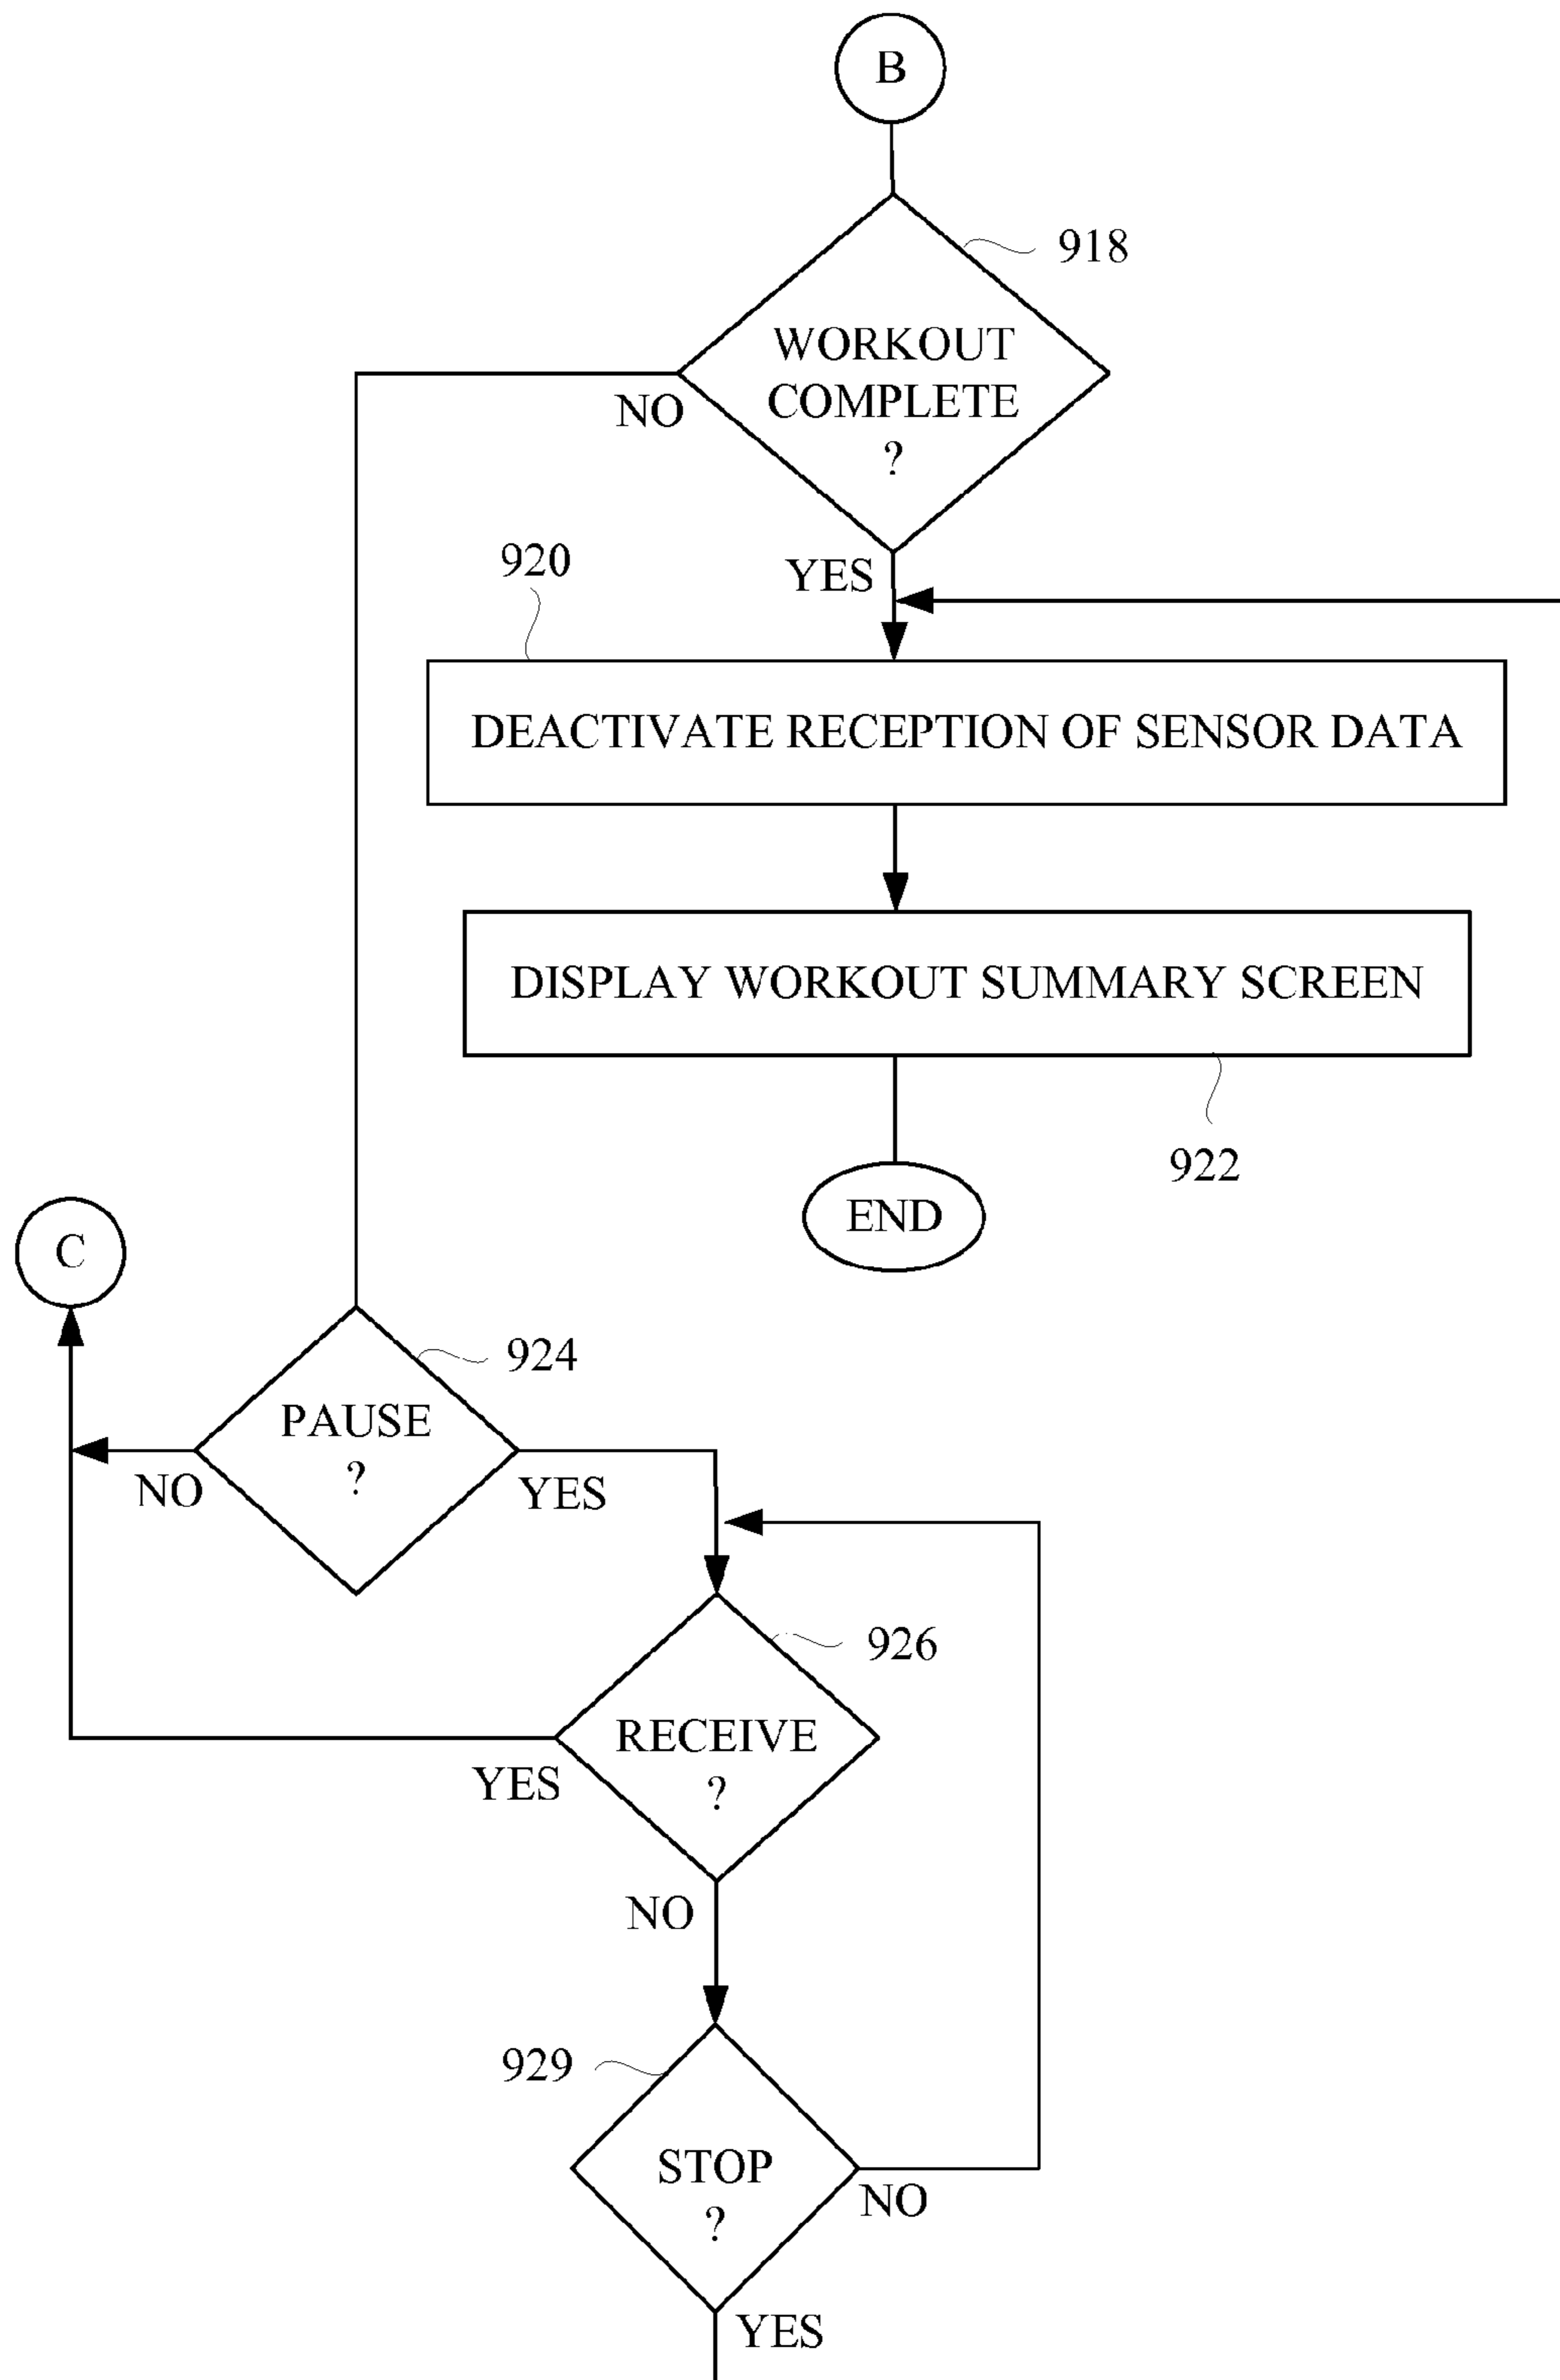 B
918
WORKOUT
COMPLETE
?
NO
YES
920
DEACTIVATE RECEPTION OF SENSOR DATA
DISPLAY WORKOUT SUMMARY SCREEN
922
END
C
924
PAUSE
?
NO
YES
926
RECEIVE
?
YES
NO
929
STOP
?
NO
YES